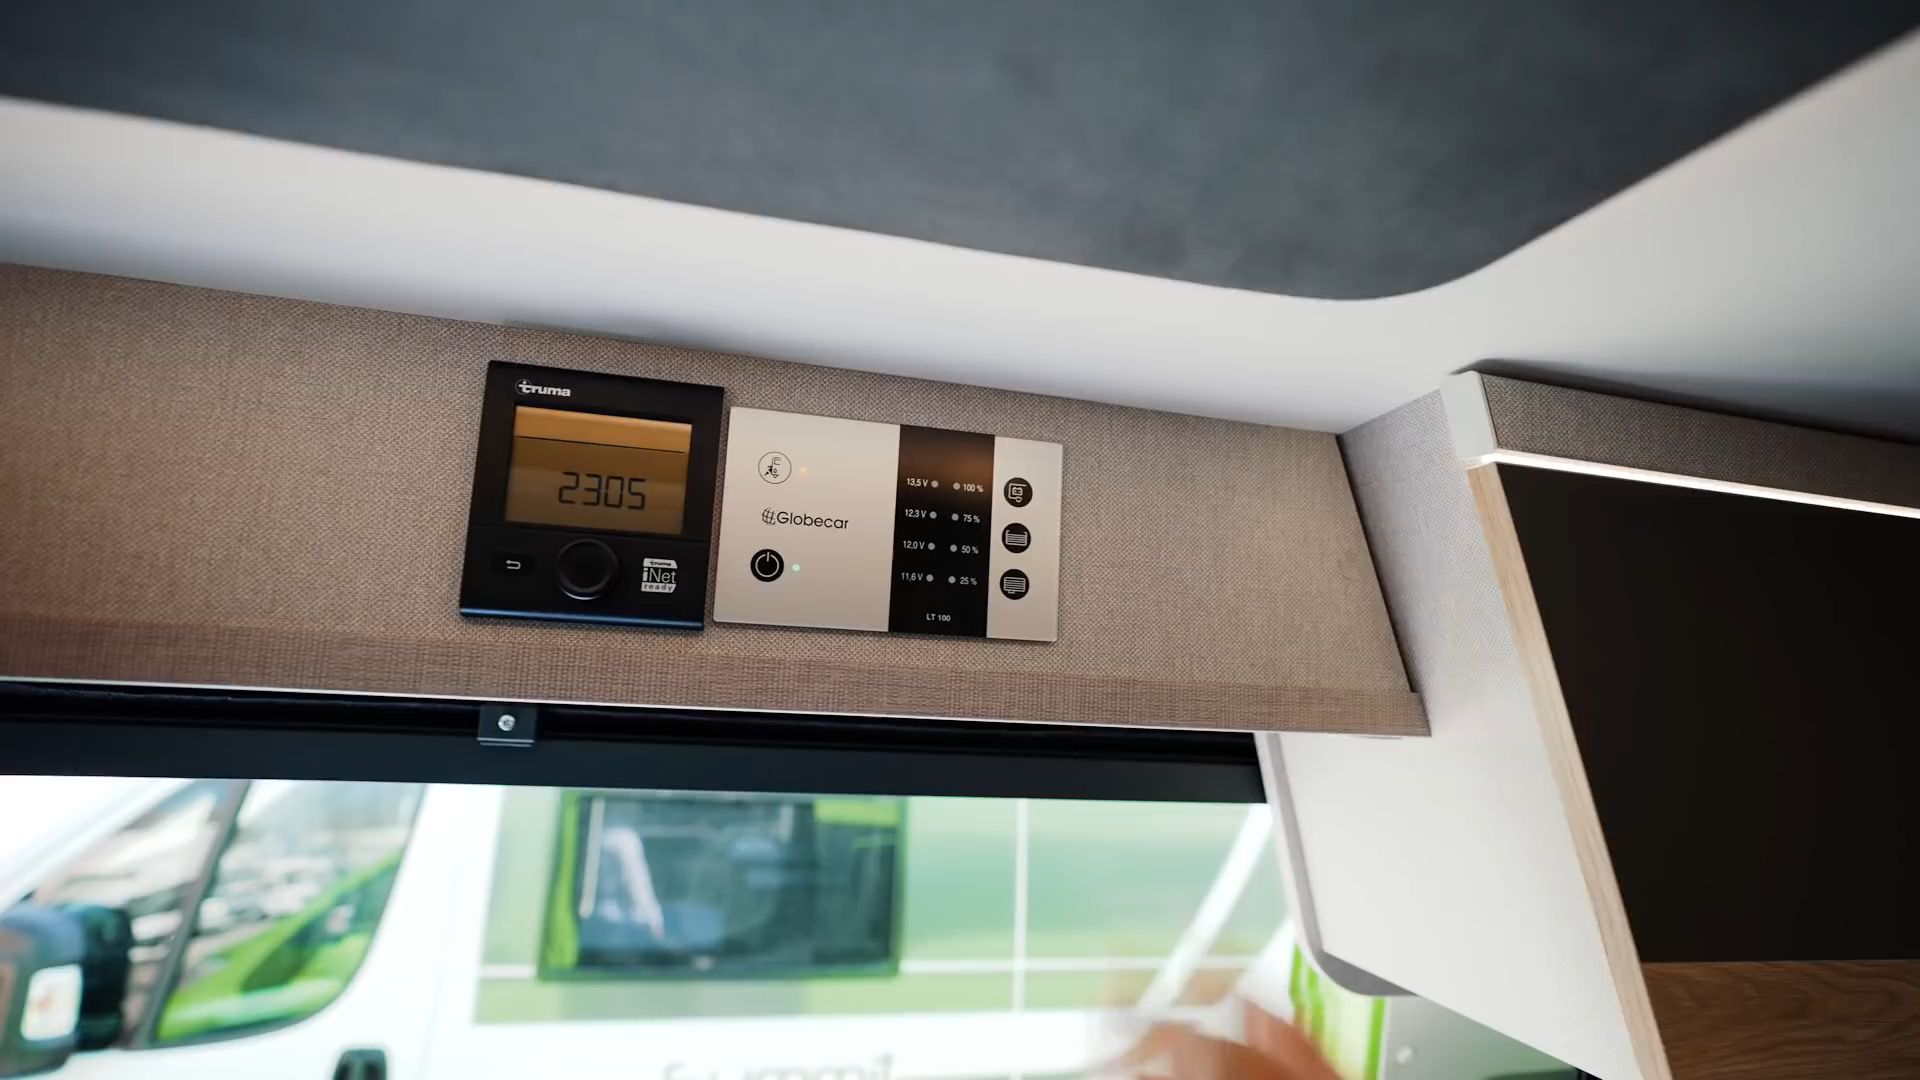 truma
2305
truma
iNet
ready
Globecar
13,5 V 100 %
12,3 V 75 %
12,0 V 50 %
11,6 V 25 %
LT 100